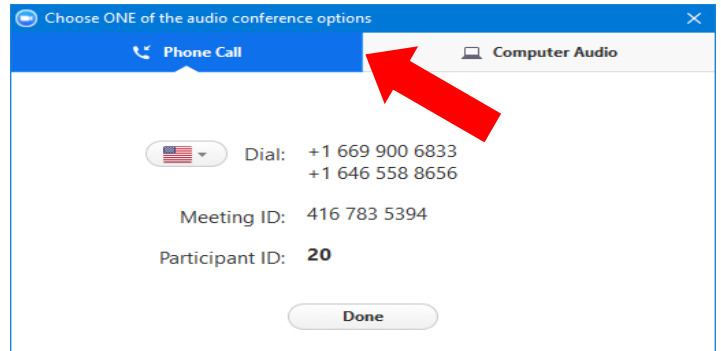 Choose ONE of the audio conference options
Phone Call Computer Audio
Dial: +1 669 900 6833
+1 646 558 8656
Meeting ID: 416 783 5394
Participant ID: 20
Done